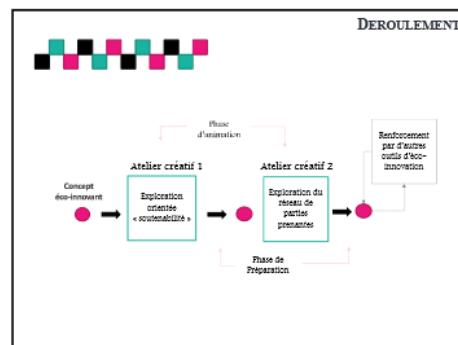 DEROULEMENT
Phase
d'animation
Renforcement
par d'autres
outils d'éco-
innovation
Atelier créatif 1
Atelier créatif 2
Concept
éco-innovant
Exploration
orientée
« soutenabilité »
Exploration du
réseau de
parties
prenantes
Phase de
Préparation